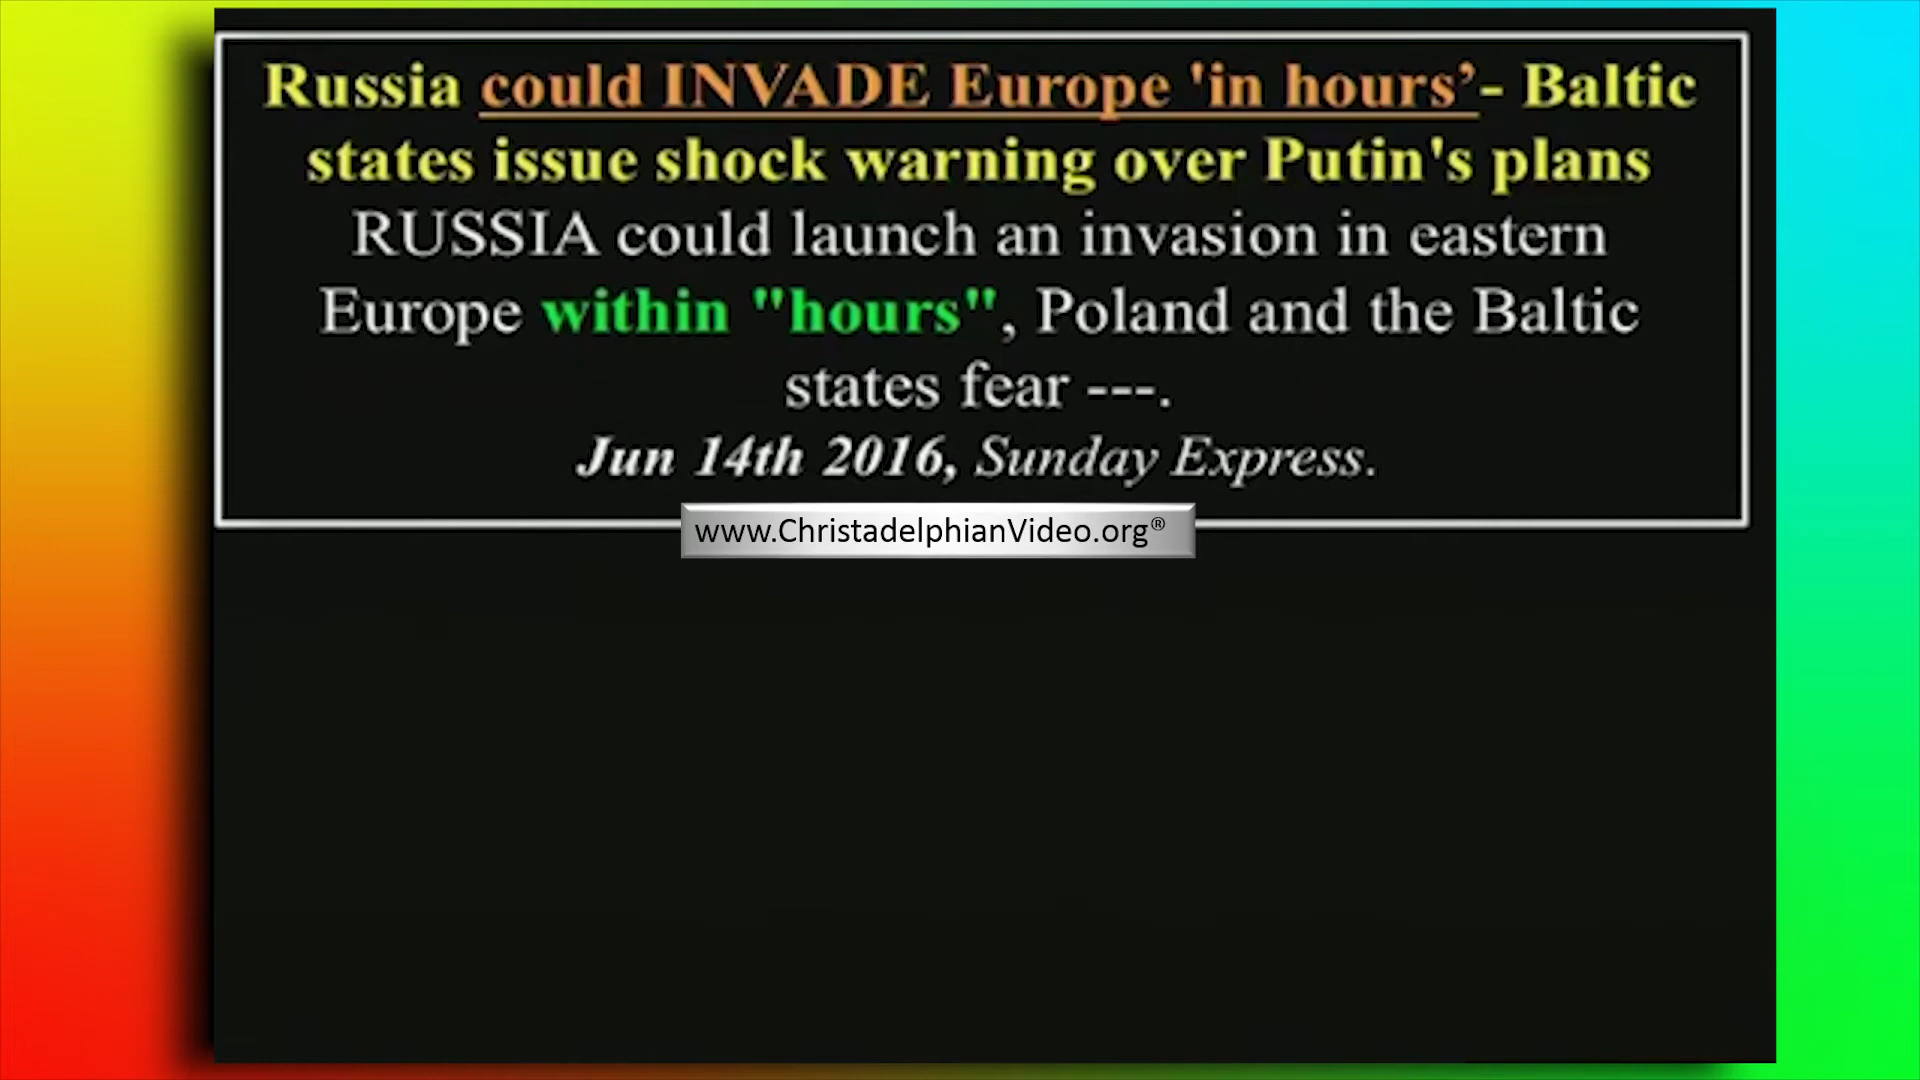 Russia could INVADE Europe 'in hours’- Baltic
states issue shock warning over Putin's plans
RUSSIA could launch an invasion in eastern
Europe within "hours", Poland and the Baltic
states fear ---.
Jun 14th 2016, Sunday Express.
www.ChristadelphianVideo.org®